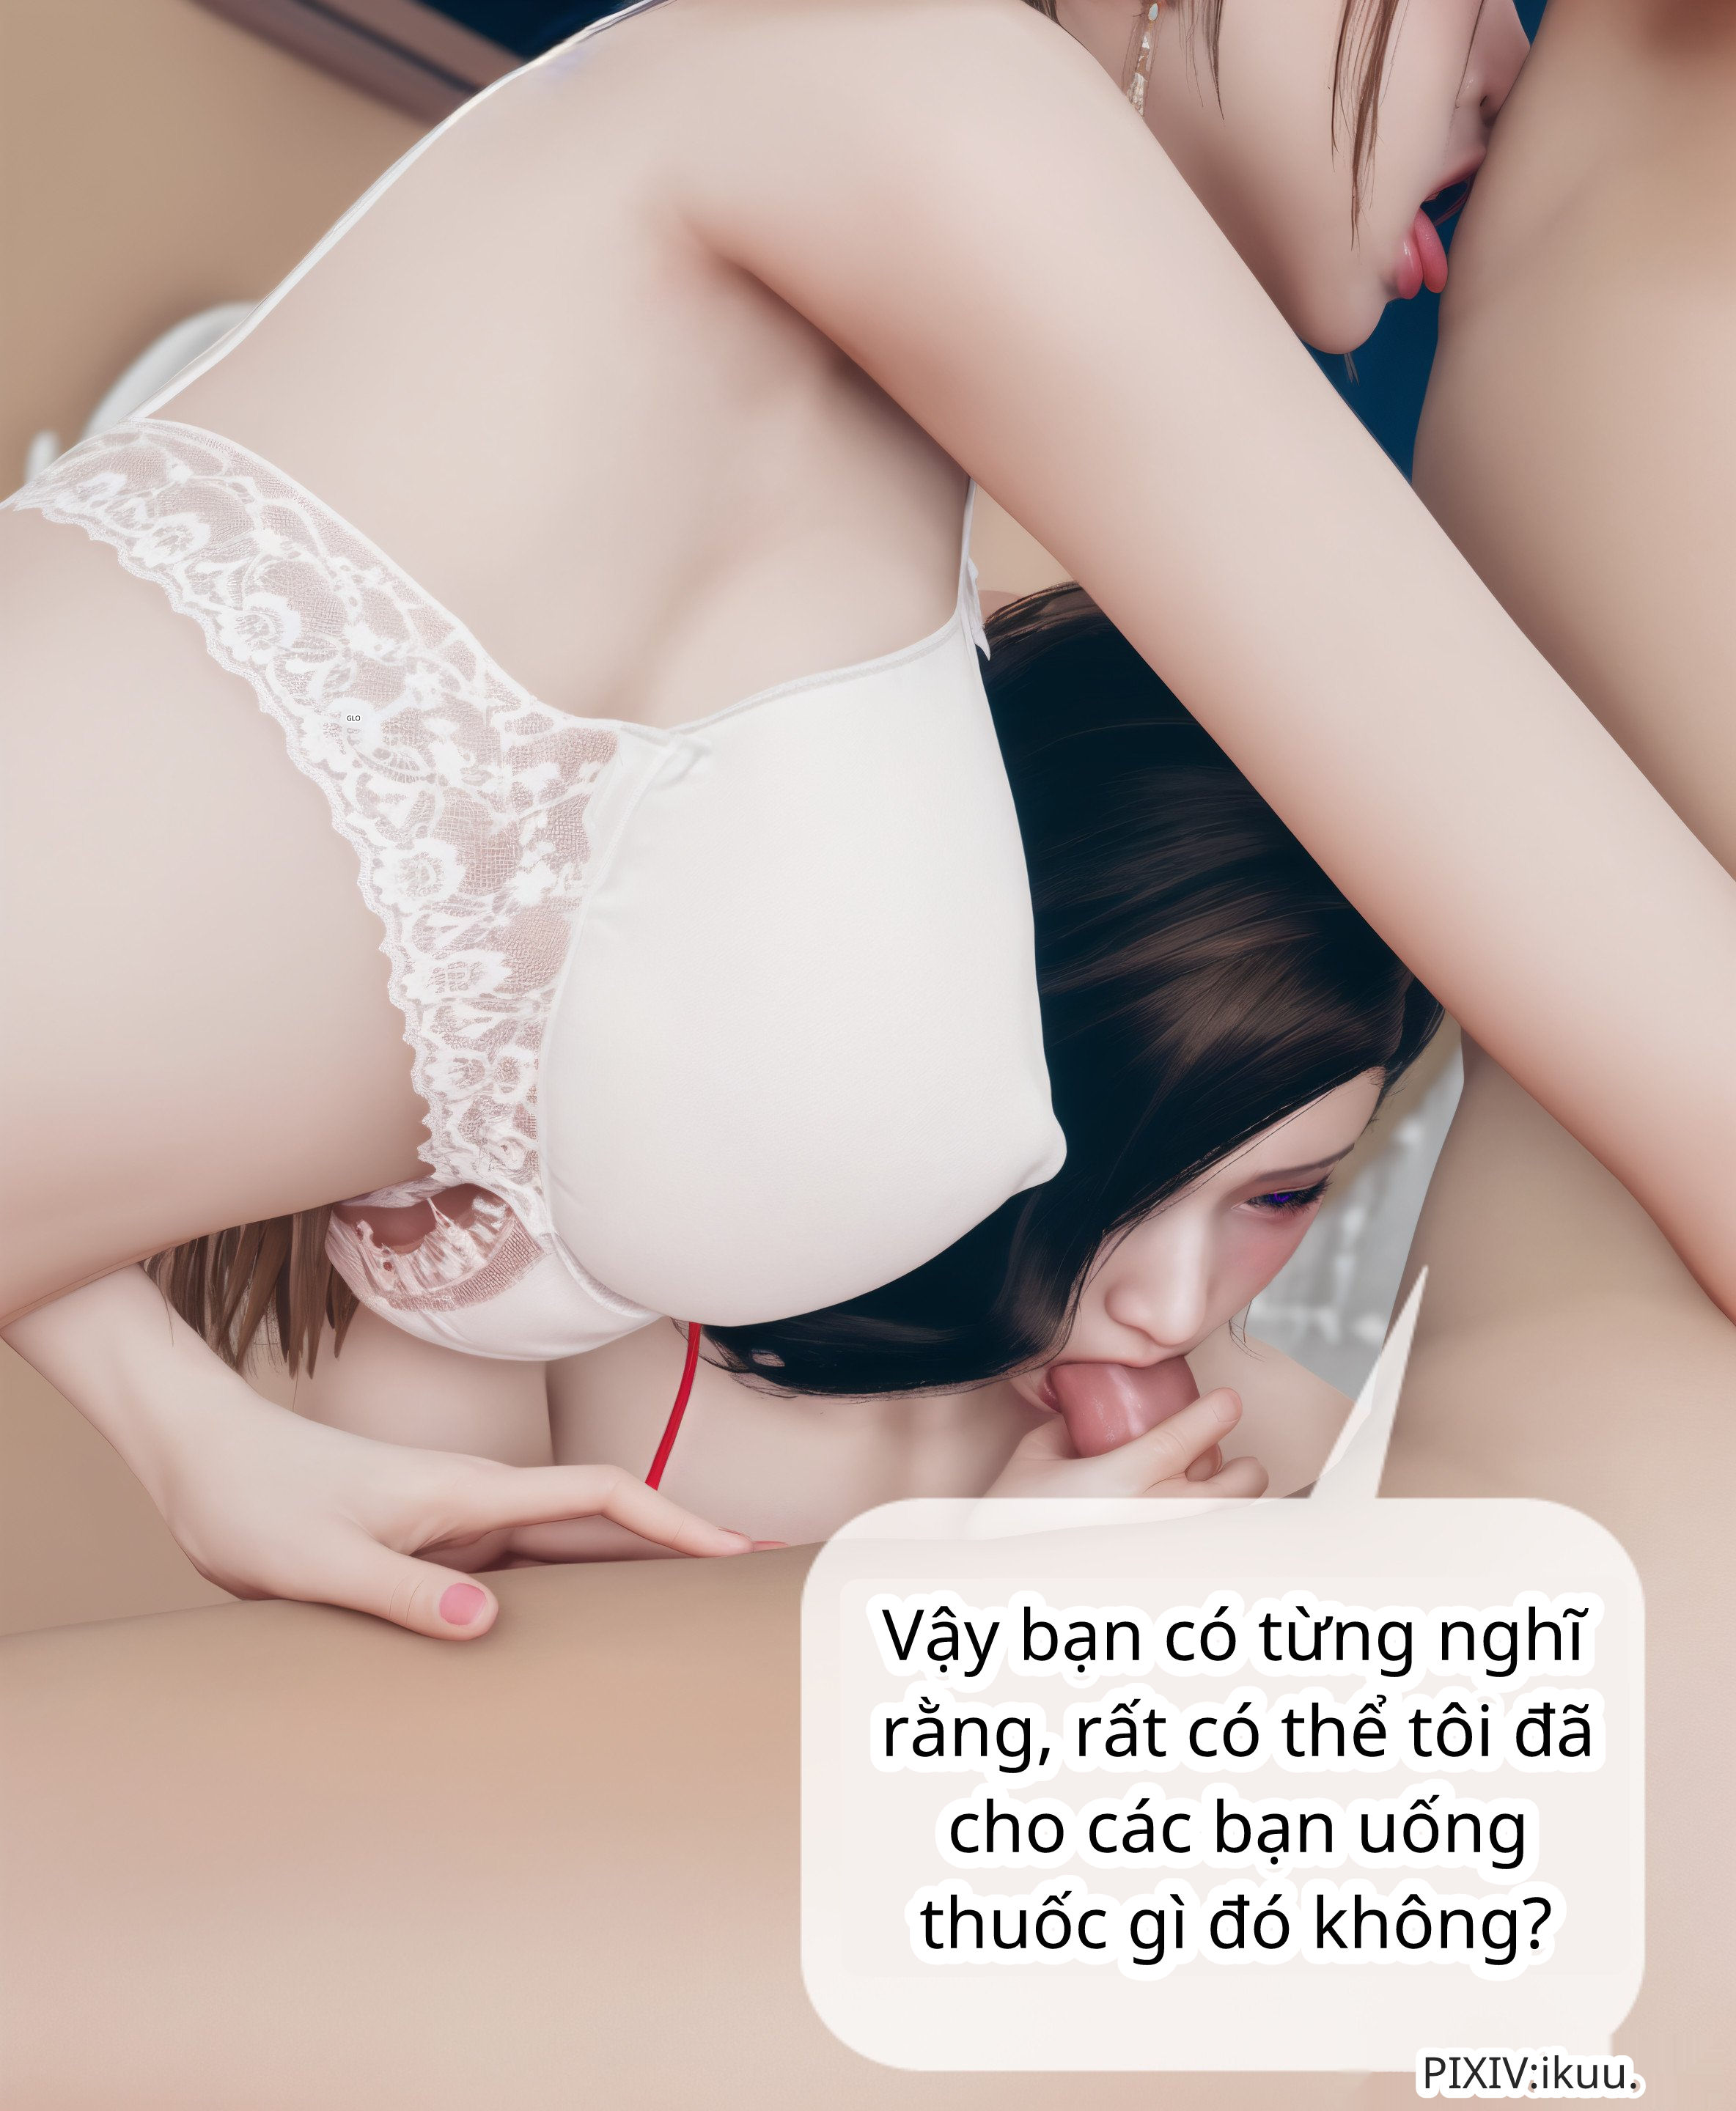 GLO
Vậy bạn có từng nghĩ
rằng, rất có thể tôi đã
cho các bạn uống
thuốc gì đó không?
PIXIV:ikuu.